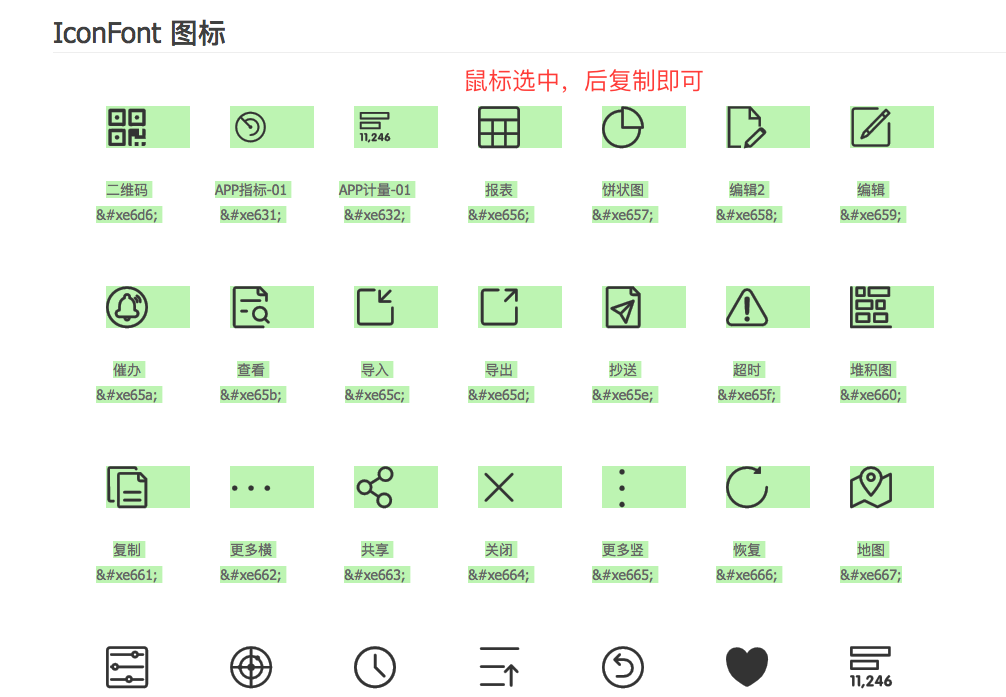 IconFont 图标
鼠标选中，后复制即可
11,246
二维码 APP指标-01 APP计量-01 报表 饼状图 编辑2 编辑
&#xe6d6; &#xe631; &#xe632; &#xe656; &#xe657; &#xe658; &#xe659;
催办 查看 导入 导出 抄送 超时 堆积图
&#xe65a; &#xe65b; &#xe65c; &#xe65d; &#xe65e; &#xe65f; &#xe660;
复制 更多横 共享 关闭 更多竖 恢复 地图
&#xe661; &#xe662; &#xe663; &#xe664; &#xe665; &#xe666; &#xe667;
11,246